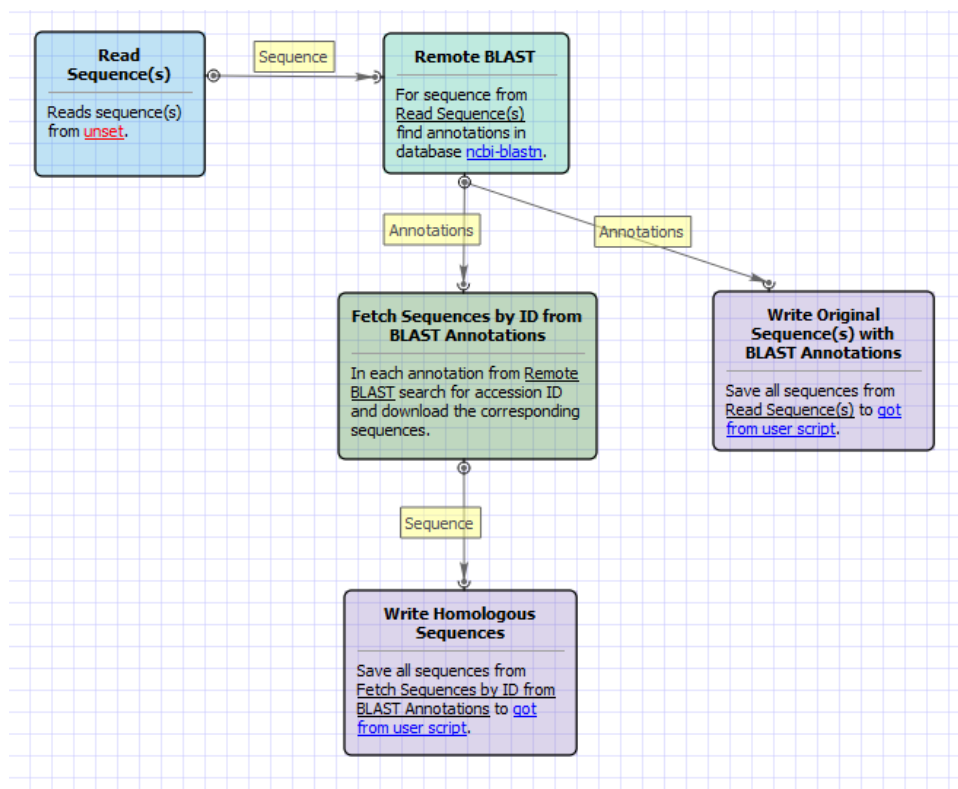 Read
Sequence(s)
Reads sequence(s)
from unset.
Sequence
Remote BLAST
For sequence from
Read Sequence(s)
find annotations in
database ncbi-blastn.
Annotations
Annotations
Fetch Sequences by ID from
BLAST Annotations
In each annotation from Remote
BLAST search for accession ID
and download the corresponding
sequences.
Write Original
Sequence(s) with
BLAST Annotations
Save all sequences from
Read Sequence(s) to got
from user script.
Sequence
Write Homologous
Sequences
Save all sequences from
Fetch Sequences by ID from
BLAST Annotations to got
from user script.